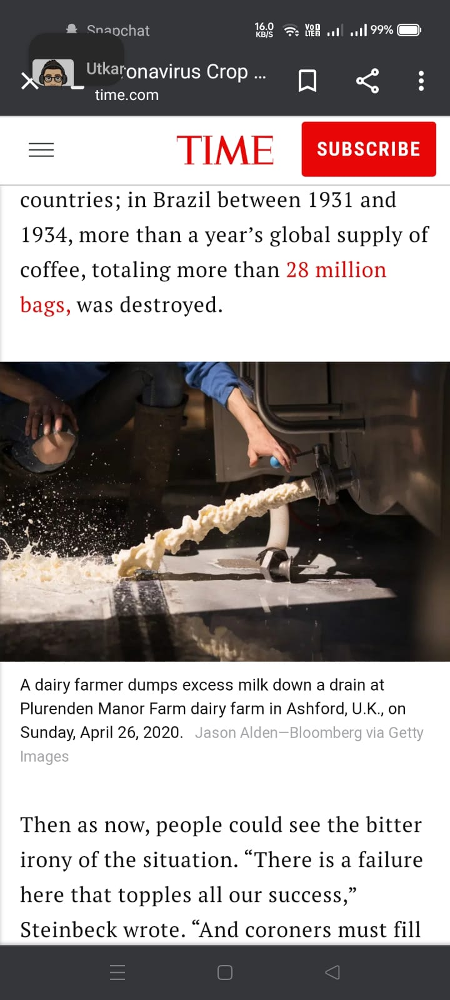 Snapchat
16.0 KB/S
VoD LTE 2
99%
Utkar
ronavirus Crop ...
time.com
TIME
SUBSCRIBE
countries; in Brazil between 1931 and
1934, more than a year’s global supply of
coffee, totaling more than 28 million
bags, was destroyed.
A dairy farmer dumps excess milk down a drain at
Plurenden Manor Farm dairy farm in Ashford, U.K., on
Sunday, April 26, 2020. Jason Alden—Bloomberg via Getty
Images
Then as now, people could see the bitter
irony of the situation. “There is a failure
here that topples all our success,”
Steinbeck wrote. “And coroners must fill